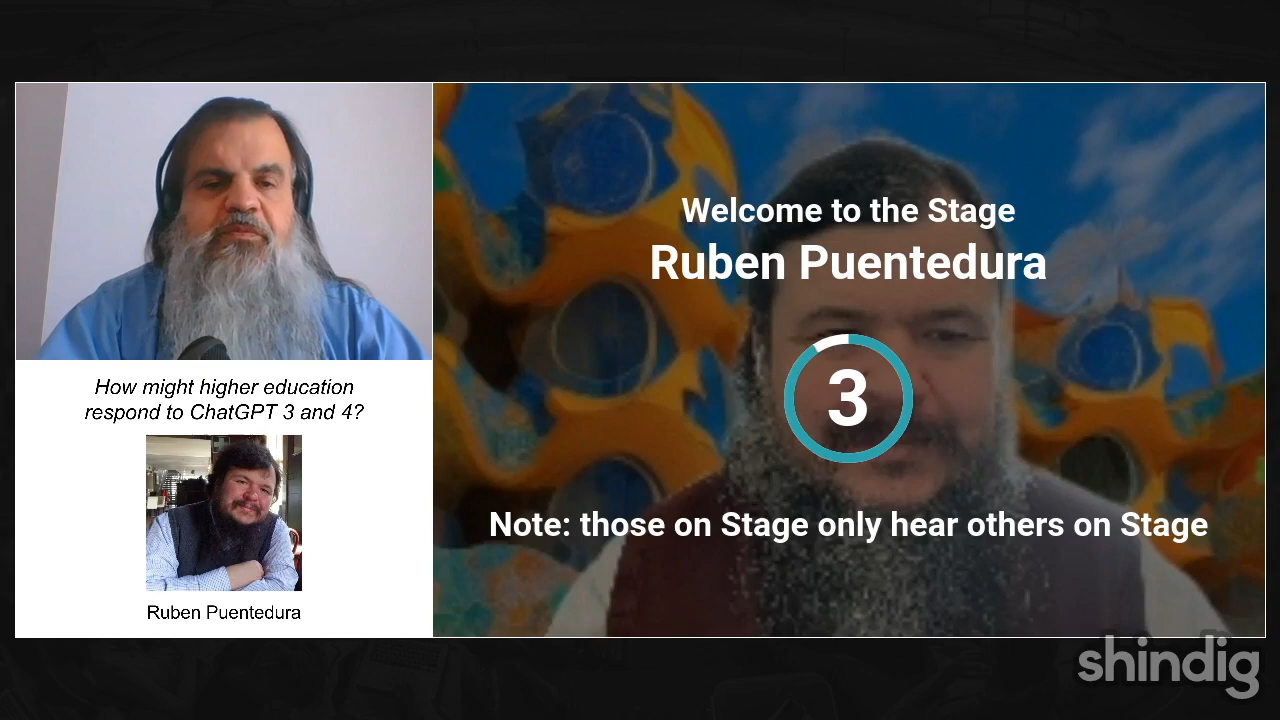 How might higher education
respond to ChatGPT 3 and 4?
Ruben Puentedura
Welcome to the Stage
Ruben Puentedura
3
Note: those on Stage only hear others on Stage
shindig